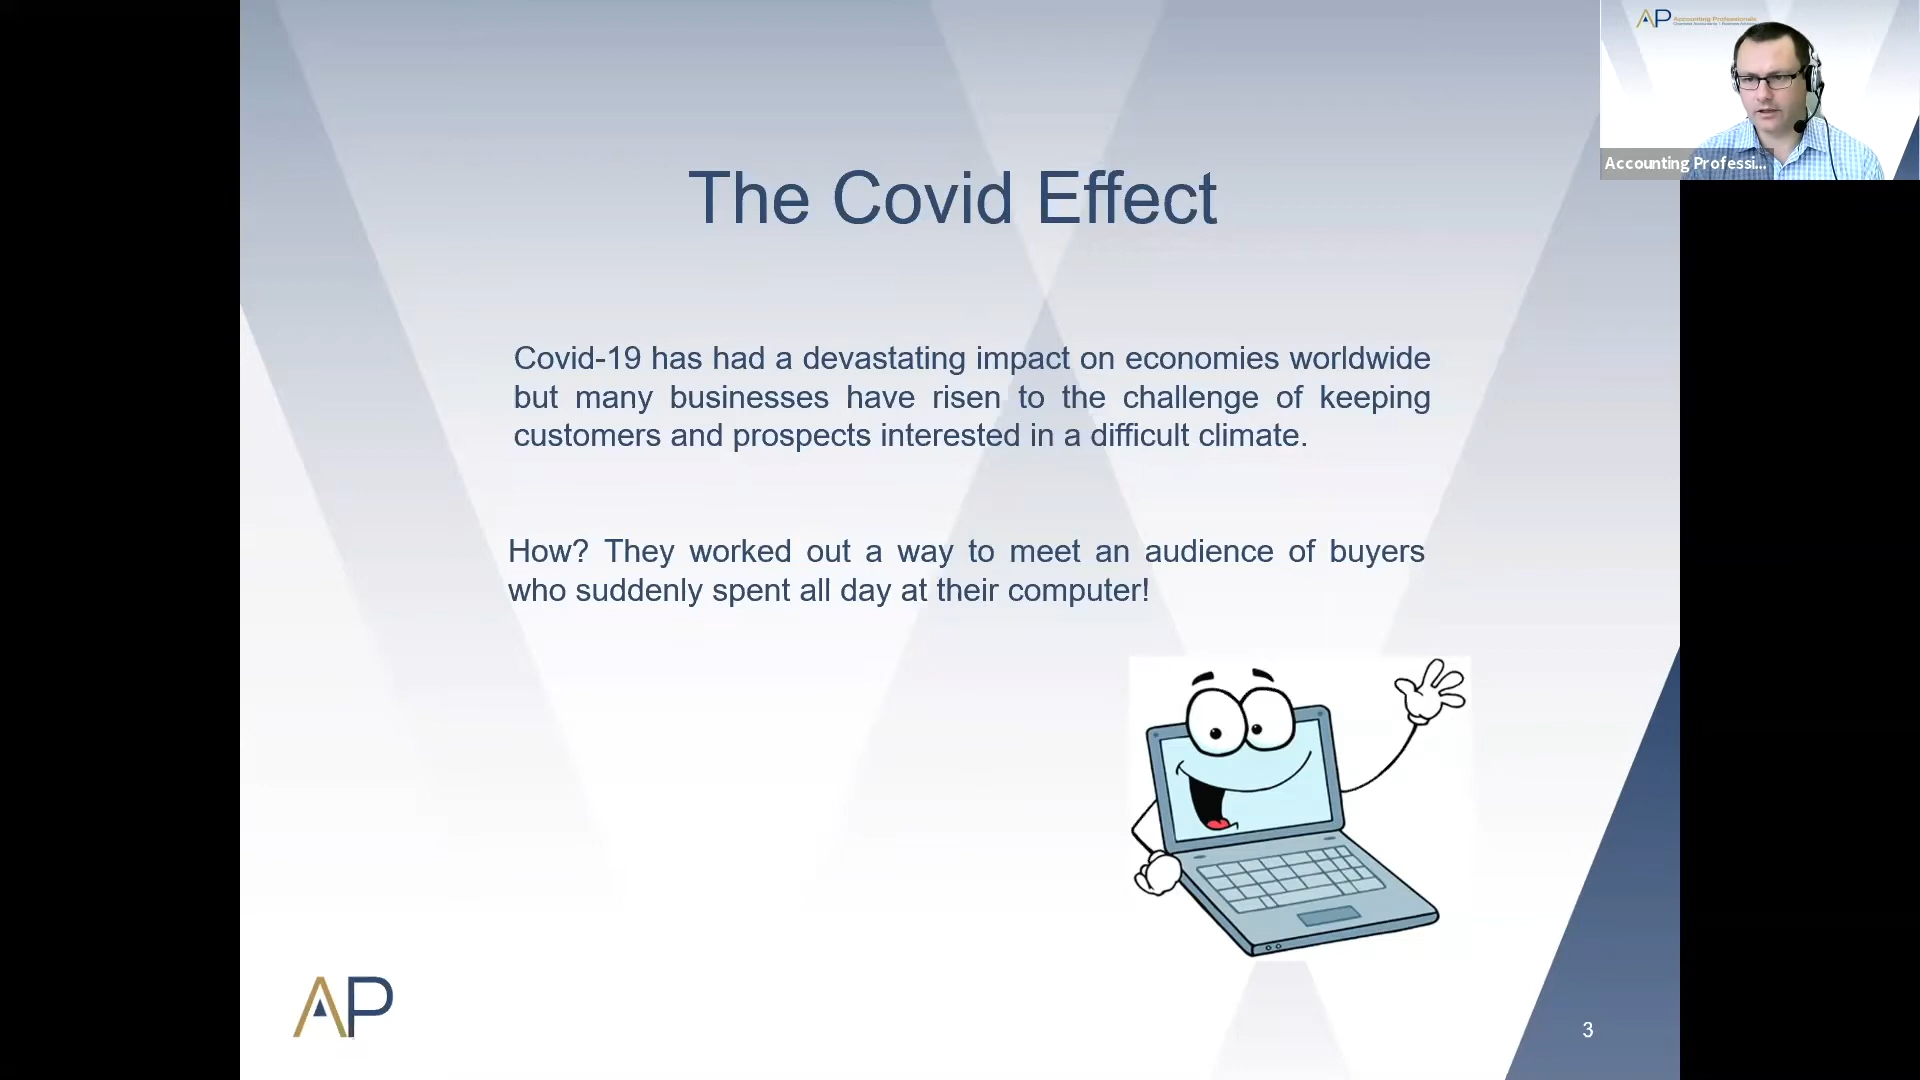 AP Accounting Professionals
Accounting Professi...
The Covid Effect
Covid-19 has had a devastating impact on economies worldwide
but many businesses have risen to the challenge of keeping
customers and prospects interested in a difficult climate.
How? They worked out a way to meet an audience of buyers
who suddenly spent all day at their computer!
AP
3